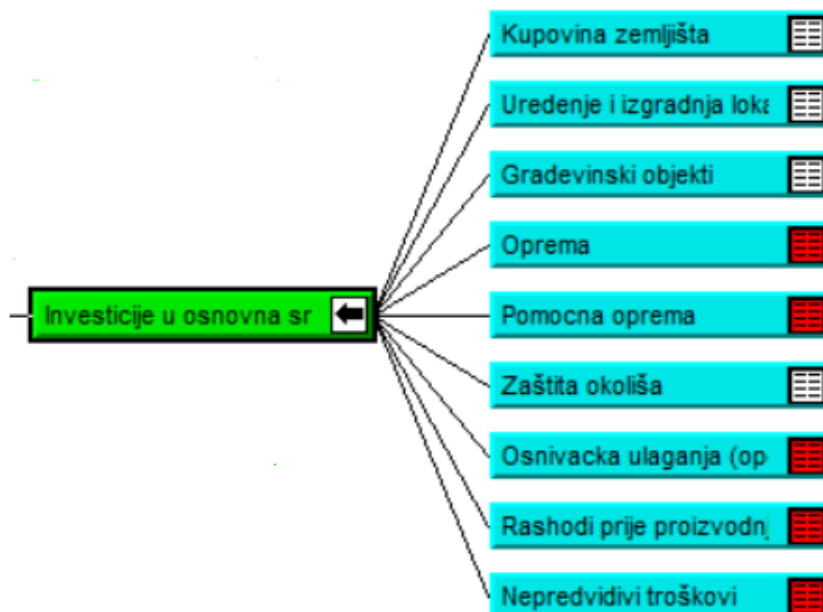 Kupovina zemljišta
Uredenje i izgradnja loka
Gradevinski objekti
Oprema
Investicije u osnovna sr
Pomocna oprema
Zaštita okoliša
Osnivacka ulaganja (op
Rashodi prije proizvodnj
Nepredvidivi troškovi